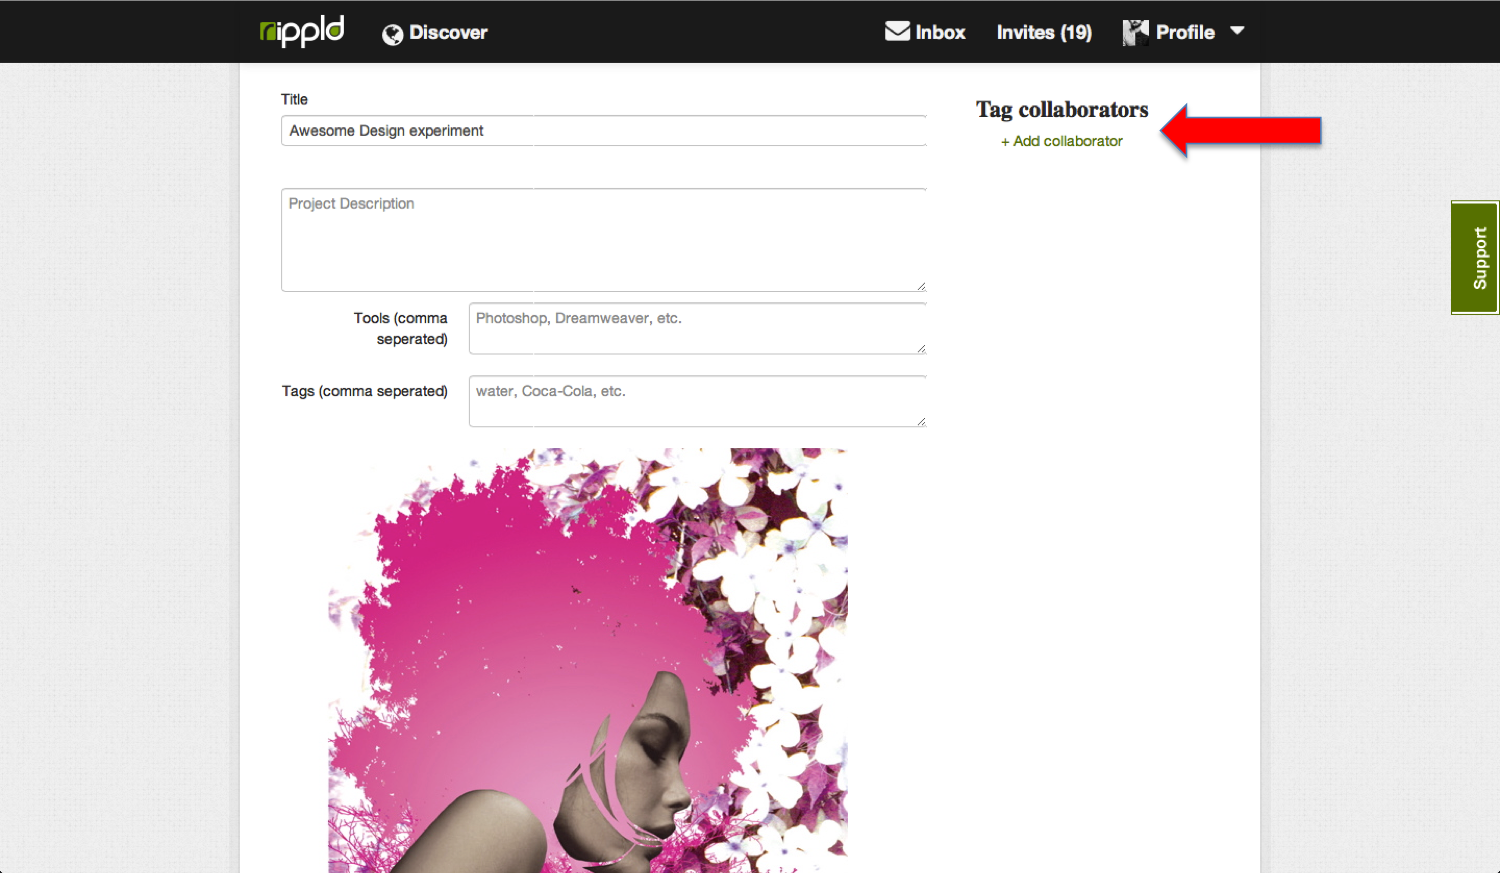 rippld
Discover
Inbox
Invites (19)
Profile
Title
Awesome Design experiment
Tag collaborators
+ Add collaborator
Project Description
Support
Tools (comma
seperated)
Photoshop, Dreamweaver, etc.
Tags (comma seperated)
water, Coca-Cola, etc.